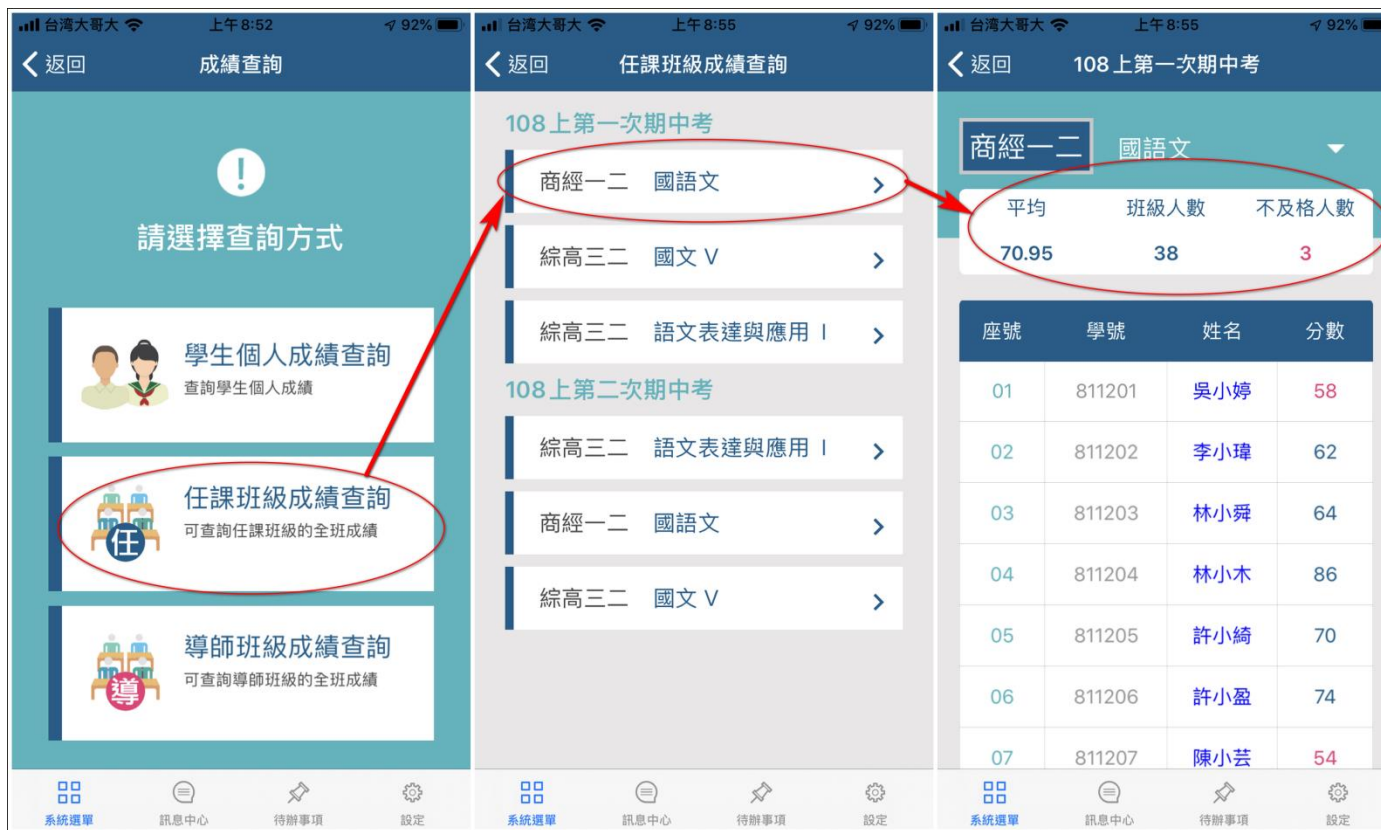 台湾大哥大 上午8:52 92%
返回 成績查詢
!
請選擇查詢方式
學生個人成績查詢
查詢學生個人成績
任
任課班級成績查詢
可查詢任課班級的全班成績
導
導師班級成績查詢
可查詢導師班級的全班成績
系統選單 訊息中心 待辦事項 設定
台湾大哥大 上午8:55 92%
返回 任課班級成績查詢
108上第一次期中考
商經一二 國語文
綜高三二 國文 V
綜高三二 語文表達與應用 I
108上第二次期中考
綜高三二 語文表達與應用 I
商經一二 國語文
綜高三二 國文 V
系統選單 訊息中心 待辦事項 設定
台湾大哥大 上午8:55 92%
返回 108上第一次期中考
商經一二 國語文
平均 班級人數 不及格人數
70.95 38 3
座號 學號 姓名 分數
01 811201 吳小婷 58
02 811202 李小瑋 62
03 811203 林小舜 64
04 811204 林小木 86
05 811205 許小綺 70
06 811206 許小盈 74
07 811207 陳小芸 54
系統選單 訊息中心 待辦事項 設定